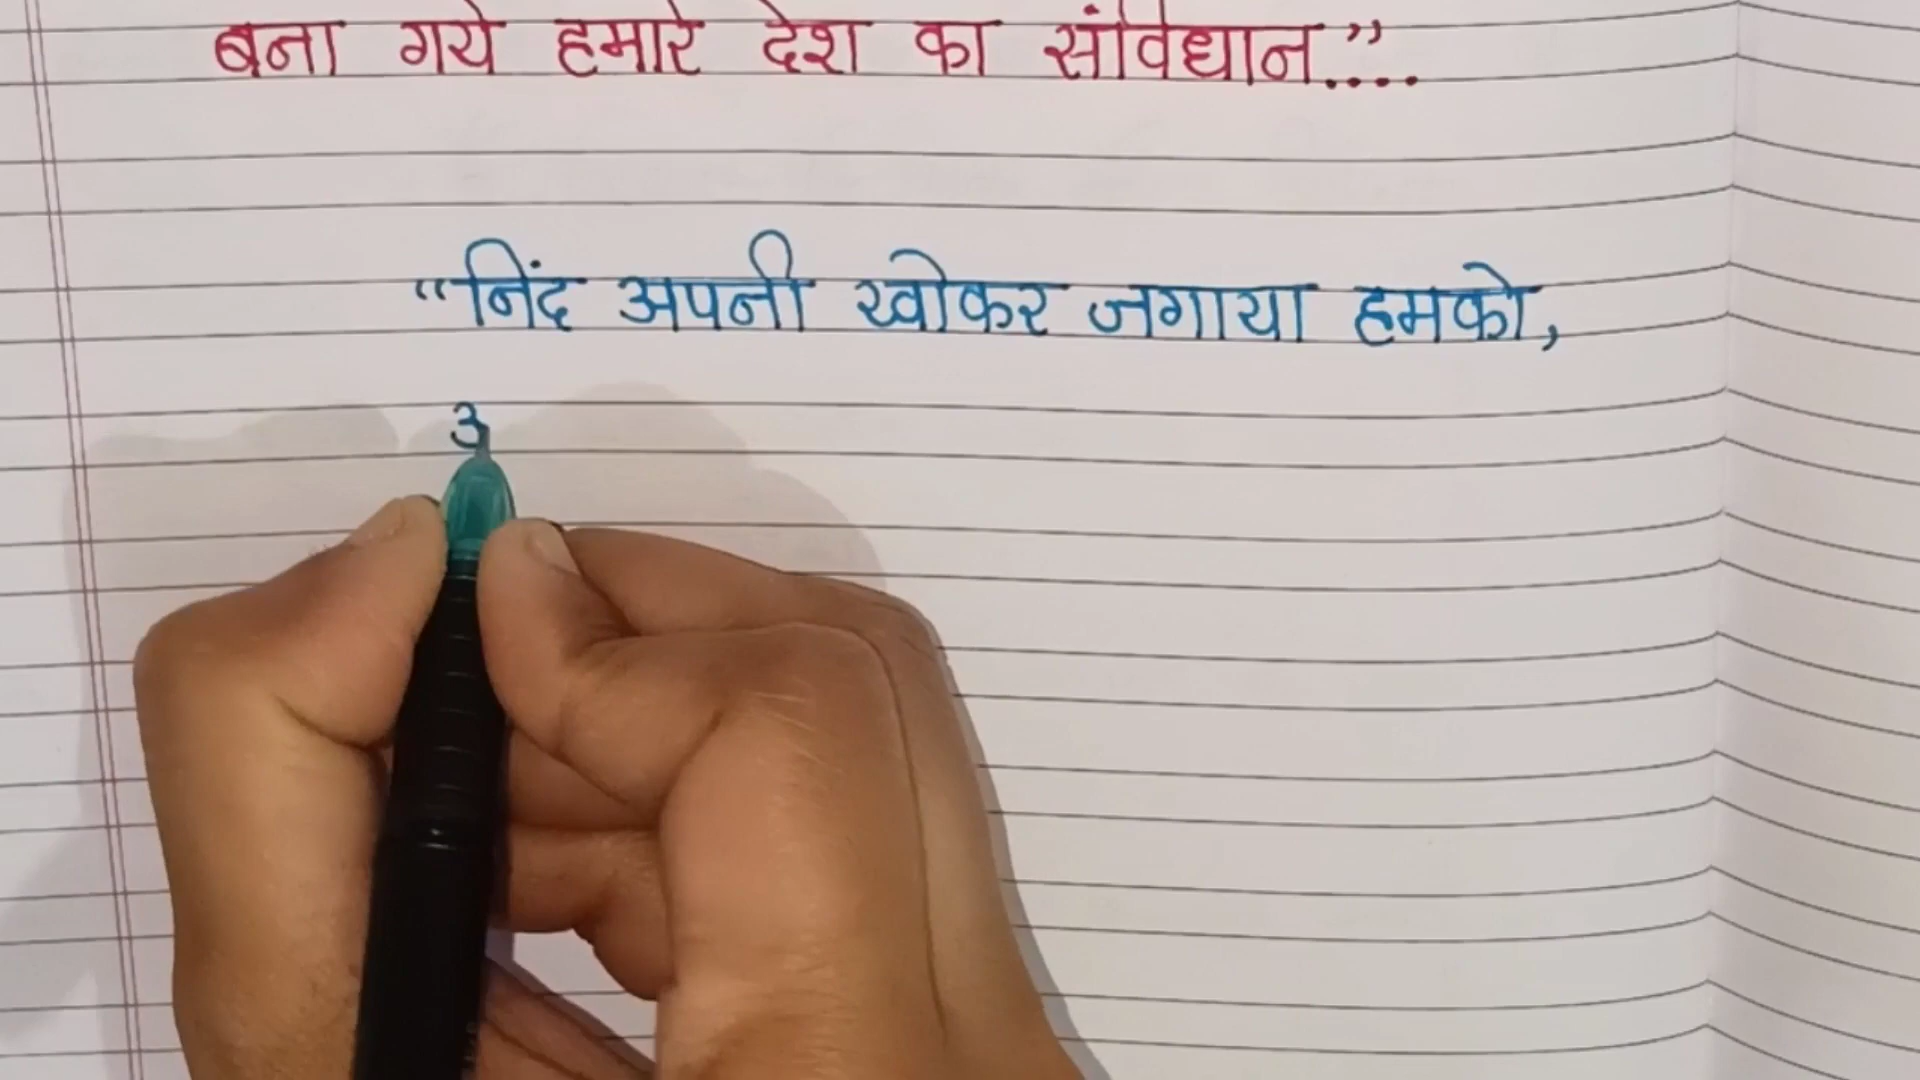 बना गये हमारे देश का संविधान....”
“निंद अपनी खोकर जगाया हमको,